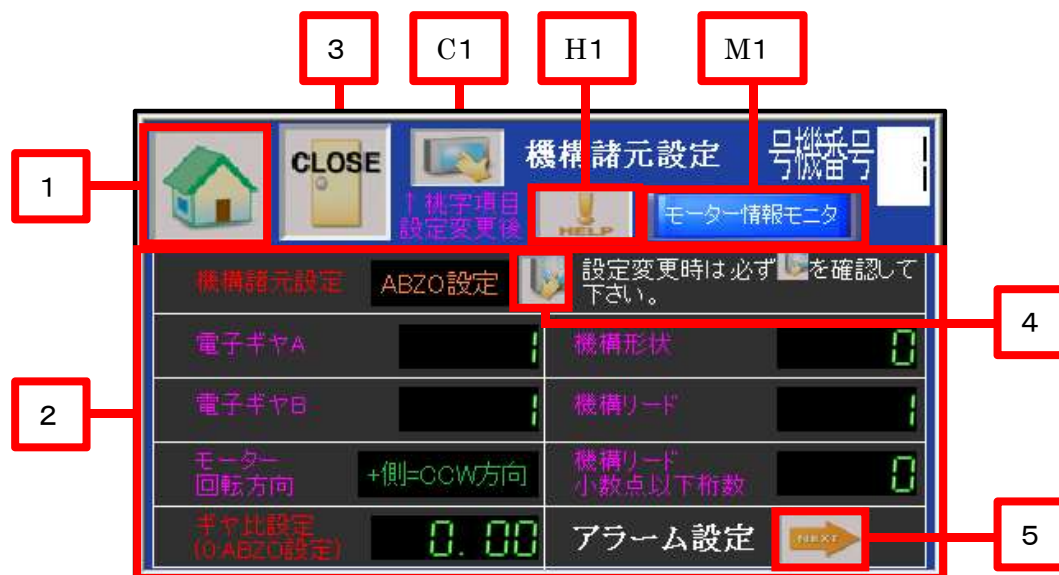 3
C1
H1
M1
1
CLOSE
機構諸元設定
号機番号
1
↑桃字項目
設定変更後
HELP
モーター情報モニタ
2
機構諸元設定
ABZO設定
設定変更時は必ず
を確認して
下さい。
4
電子ギヤA
1
機構形状
0
電子ギヤB
1
機構リード
1
モーター
回転方向
+側=CCW方向
機構リード
小数点以下桁数
0
ギヤ比設定
(0:ABZO設定)
0.00
アラーム設定
NEXT
5